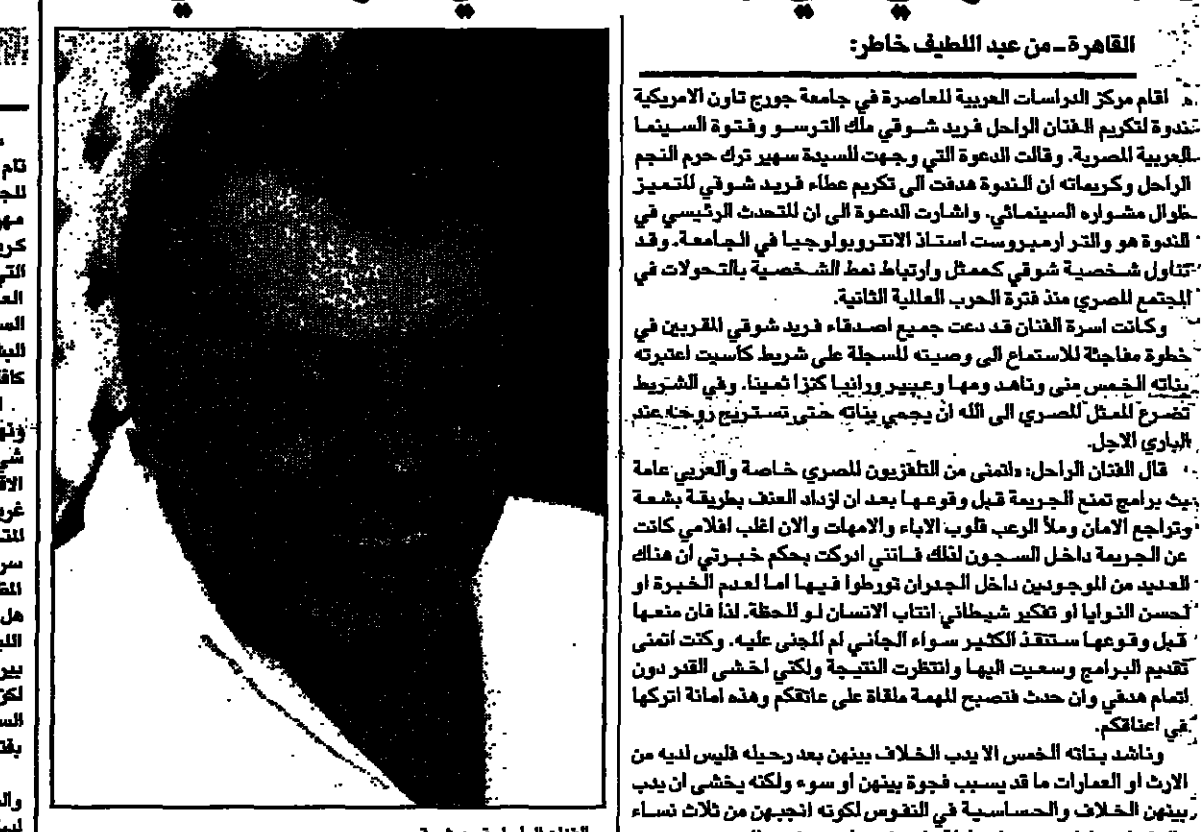 القاهرة ـ من عبد اللطيف خاطر:
اقام مركز الدراسات العربية المعاصرة في جامعة جورج تاون الامريكية
ندوة لتكريم الفنان الراحل فريد شوقي ملك الترسو وفتوة السينما
العربية المصرية. وقالت الدعوة التي وجهت للسيدة سهير ترك حرم النجم
الراحل وكريماته ان الندوة هدفت الى تكريم عطاء فريد شوقي المتميز
طوال مشواره السينمائي. واشارت الدعوة الى ان المتحدث الرئيسي في
الندوة هو والتر ارمبروست استاذ الانتروبولوجيا في الجامعة. وقد
تناول شخصية شوقي كممثل وارتباط نمط الشخصية بالتحولات في
المجتمع المصري منذ فترة الحرب العالمية الثانية.
وكانت اسرة الفنان قد دعت جميع اصدقاء فريد شوقي المقربين في
خطوة مفاجئة للاستماع الى وصيته المسجلة على شريط كاسيت اعتبرته
بناته الخمس منى وناهد ومها وعبير ورانيا كنزا ثمينا. وفي الشريط
تضرع الممثل المصري الى الله ان يحمي بناته حتى تستريح روحه عند
الباري الاجل.
قال الفنان الراحل: «اتمنى من التلفزيون المصري خاصة والعربي عامة
بث برامج تمنع الجريمة قبل وقوعها بعد ان ازداد العنف بطريقة بشعة
وتراجع الامان وملأ الرعب قلوب الاباء والامهات والان اغلب افلامي كانت
عن الجريمة داخل السجون لذلك فانني ادركت بحكم خبرتي ان هناك
العديد من الموجودين داخل الجدران تورطوا فيها اما لعدم الخبرة او
لحسن النوايا او تفكير شيطاني انتاب الانسان لو للحظة. لذا فان منعها
قبل وقوعها ستنقذ الكثير سواء الجاني ام المجنى عليه. وكنت اتمنى
تقديم البرامج وسعيت اليها وانتظرت النتيجة ولكني اخشى القدر دون
اتمام هدفي وان حدث فتصبح المهمة ملقاة على عاتقكم وهذه امانة اتركها
في اعناقكم.
وناشد بناته الخمس الا يدب الخلاف بينهن بعد رحيله فليس لديه من
الارث او العمارات ما قد يسبب فجوة بينهن او سوء ولكنه يخشى ان يدب
بينهن الخلاف والحساسية في النفوس لكونه انجبهن من ثلاث نساء